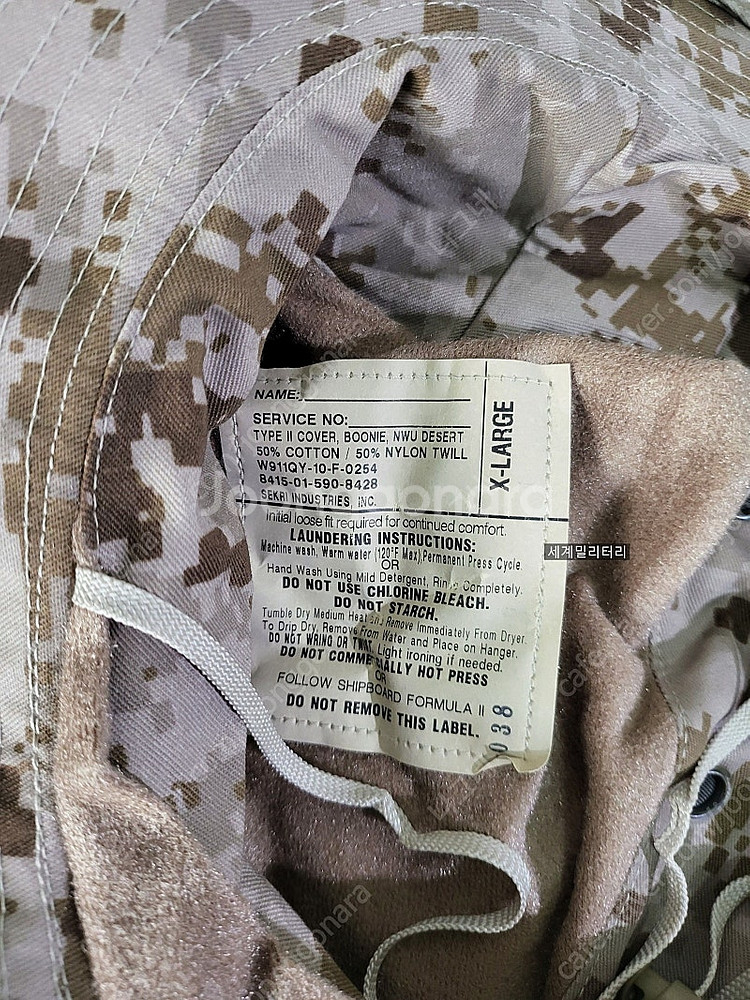 NAME:
SERVICE NO:
TYPE II COVER, BOONIE, NWU DESERT
50% COTTON / 50% NYLON TWILL
W911QY-10-F-0254
8415-01-590-8428
SEKRI INDUSTRIES, INC.
X-LARGE
Initial loose fit required for continued comfort.
LAUNDERING INSTRUCTIONS:
Machine wash, Warm water (120°F Max) Permanent Press Cycle
OR
Hand Wash Using Mild Detergent, Rinse Completely.
DO NOT USE CHLORINE BLEACH.
DO NOT STARCH.
Tumble Dry Medium Heat and Remove Immediately From Dryer.
To Drip Dry, Remove From Water and Place on Hanger.
DO NOT WRING OR TWIST, Light ironing if needed.
DO NOT COMMERCIALLY HOT PRESS
OR
FOLLOW SHIPBOARD FORMULA II
DO NOT REMOVE THIS LABEL.
038
세계밀리터리
Joonggonara